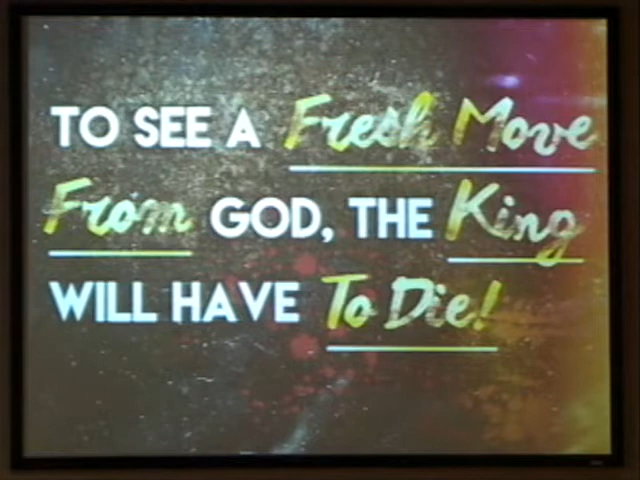 TO SEE A Fresh Move
From GOD, THE King
WILL HAVE To Die!